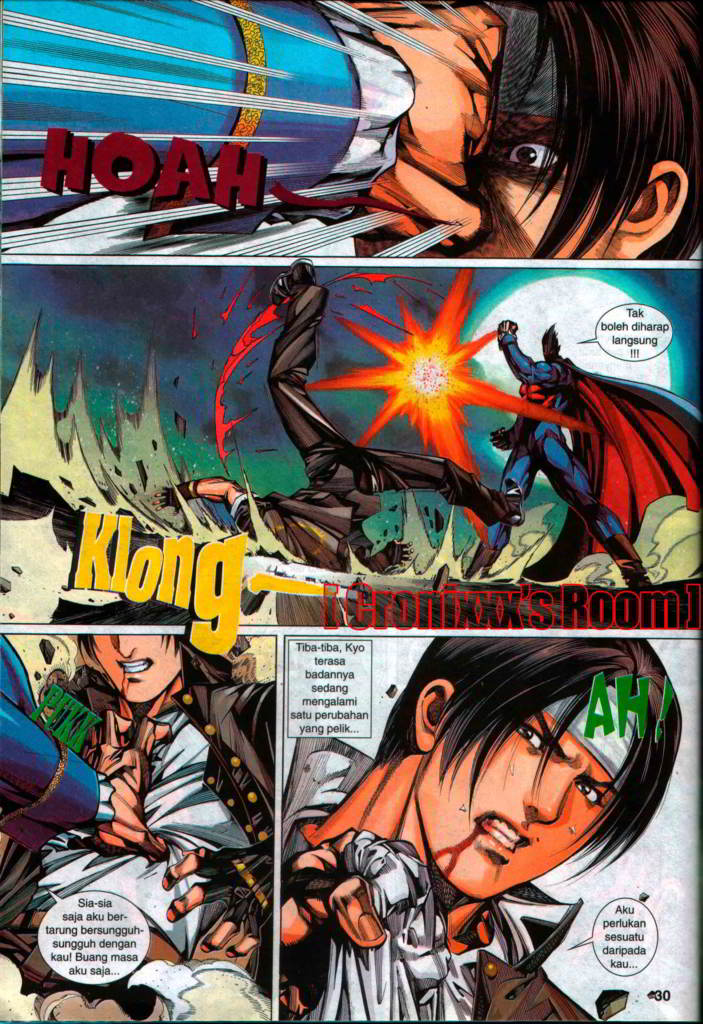 HOAH
Tak
boleh diharap
langsung
!!!
Klong
[ Cronixxx's Room ]
PUKK
Sia-sia
saja aku ber-
tarung bersungguh-
sungguh dengan
kau! Buang masa
aku saja...
Tiba-tiba, Kyo
terasa
badannya
sedang
mengalami
satu perubahan
yang pelik...
AH!
Aku
perlukan
sesuatu
daripada
kau...
30